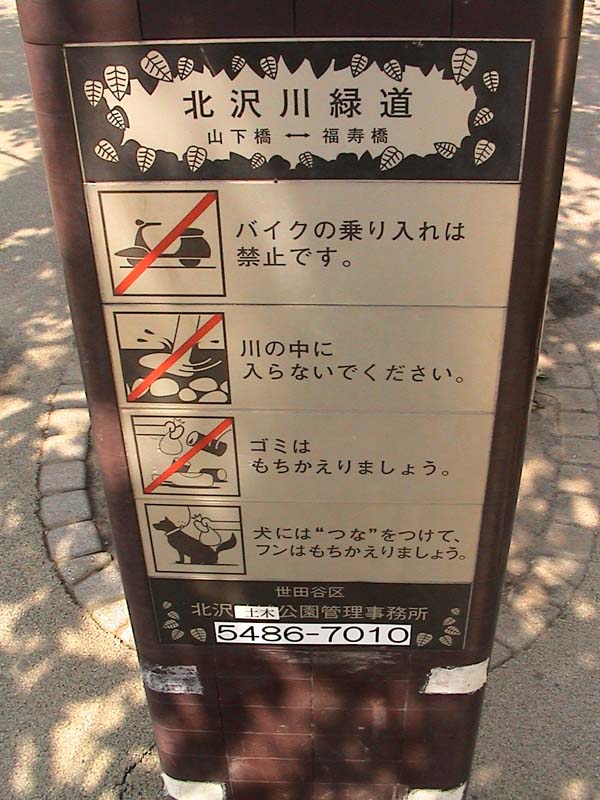 北沢川緑道
山下橋 ↔ 福寿橋
バイクの乗り入れは
禁止です。
川の中に
入らないでください。
ゴミは
もちかえりましょう。
犬には“つな”をつけて、
フンはもちかえりましょう。
世田谷区
北沢土木公園管理事務所
5486-7010